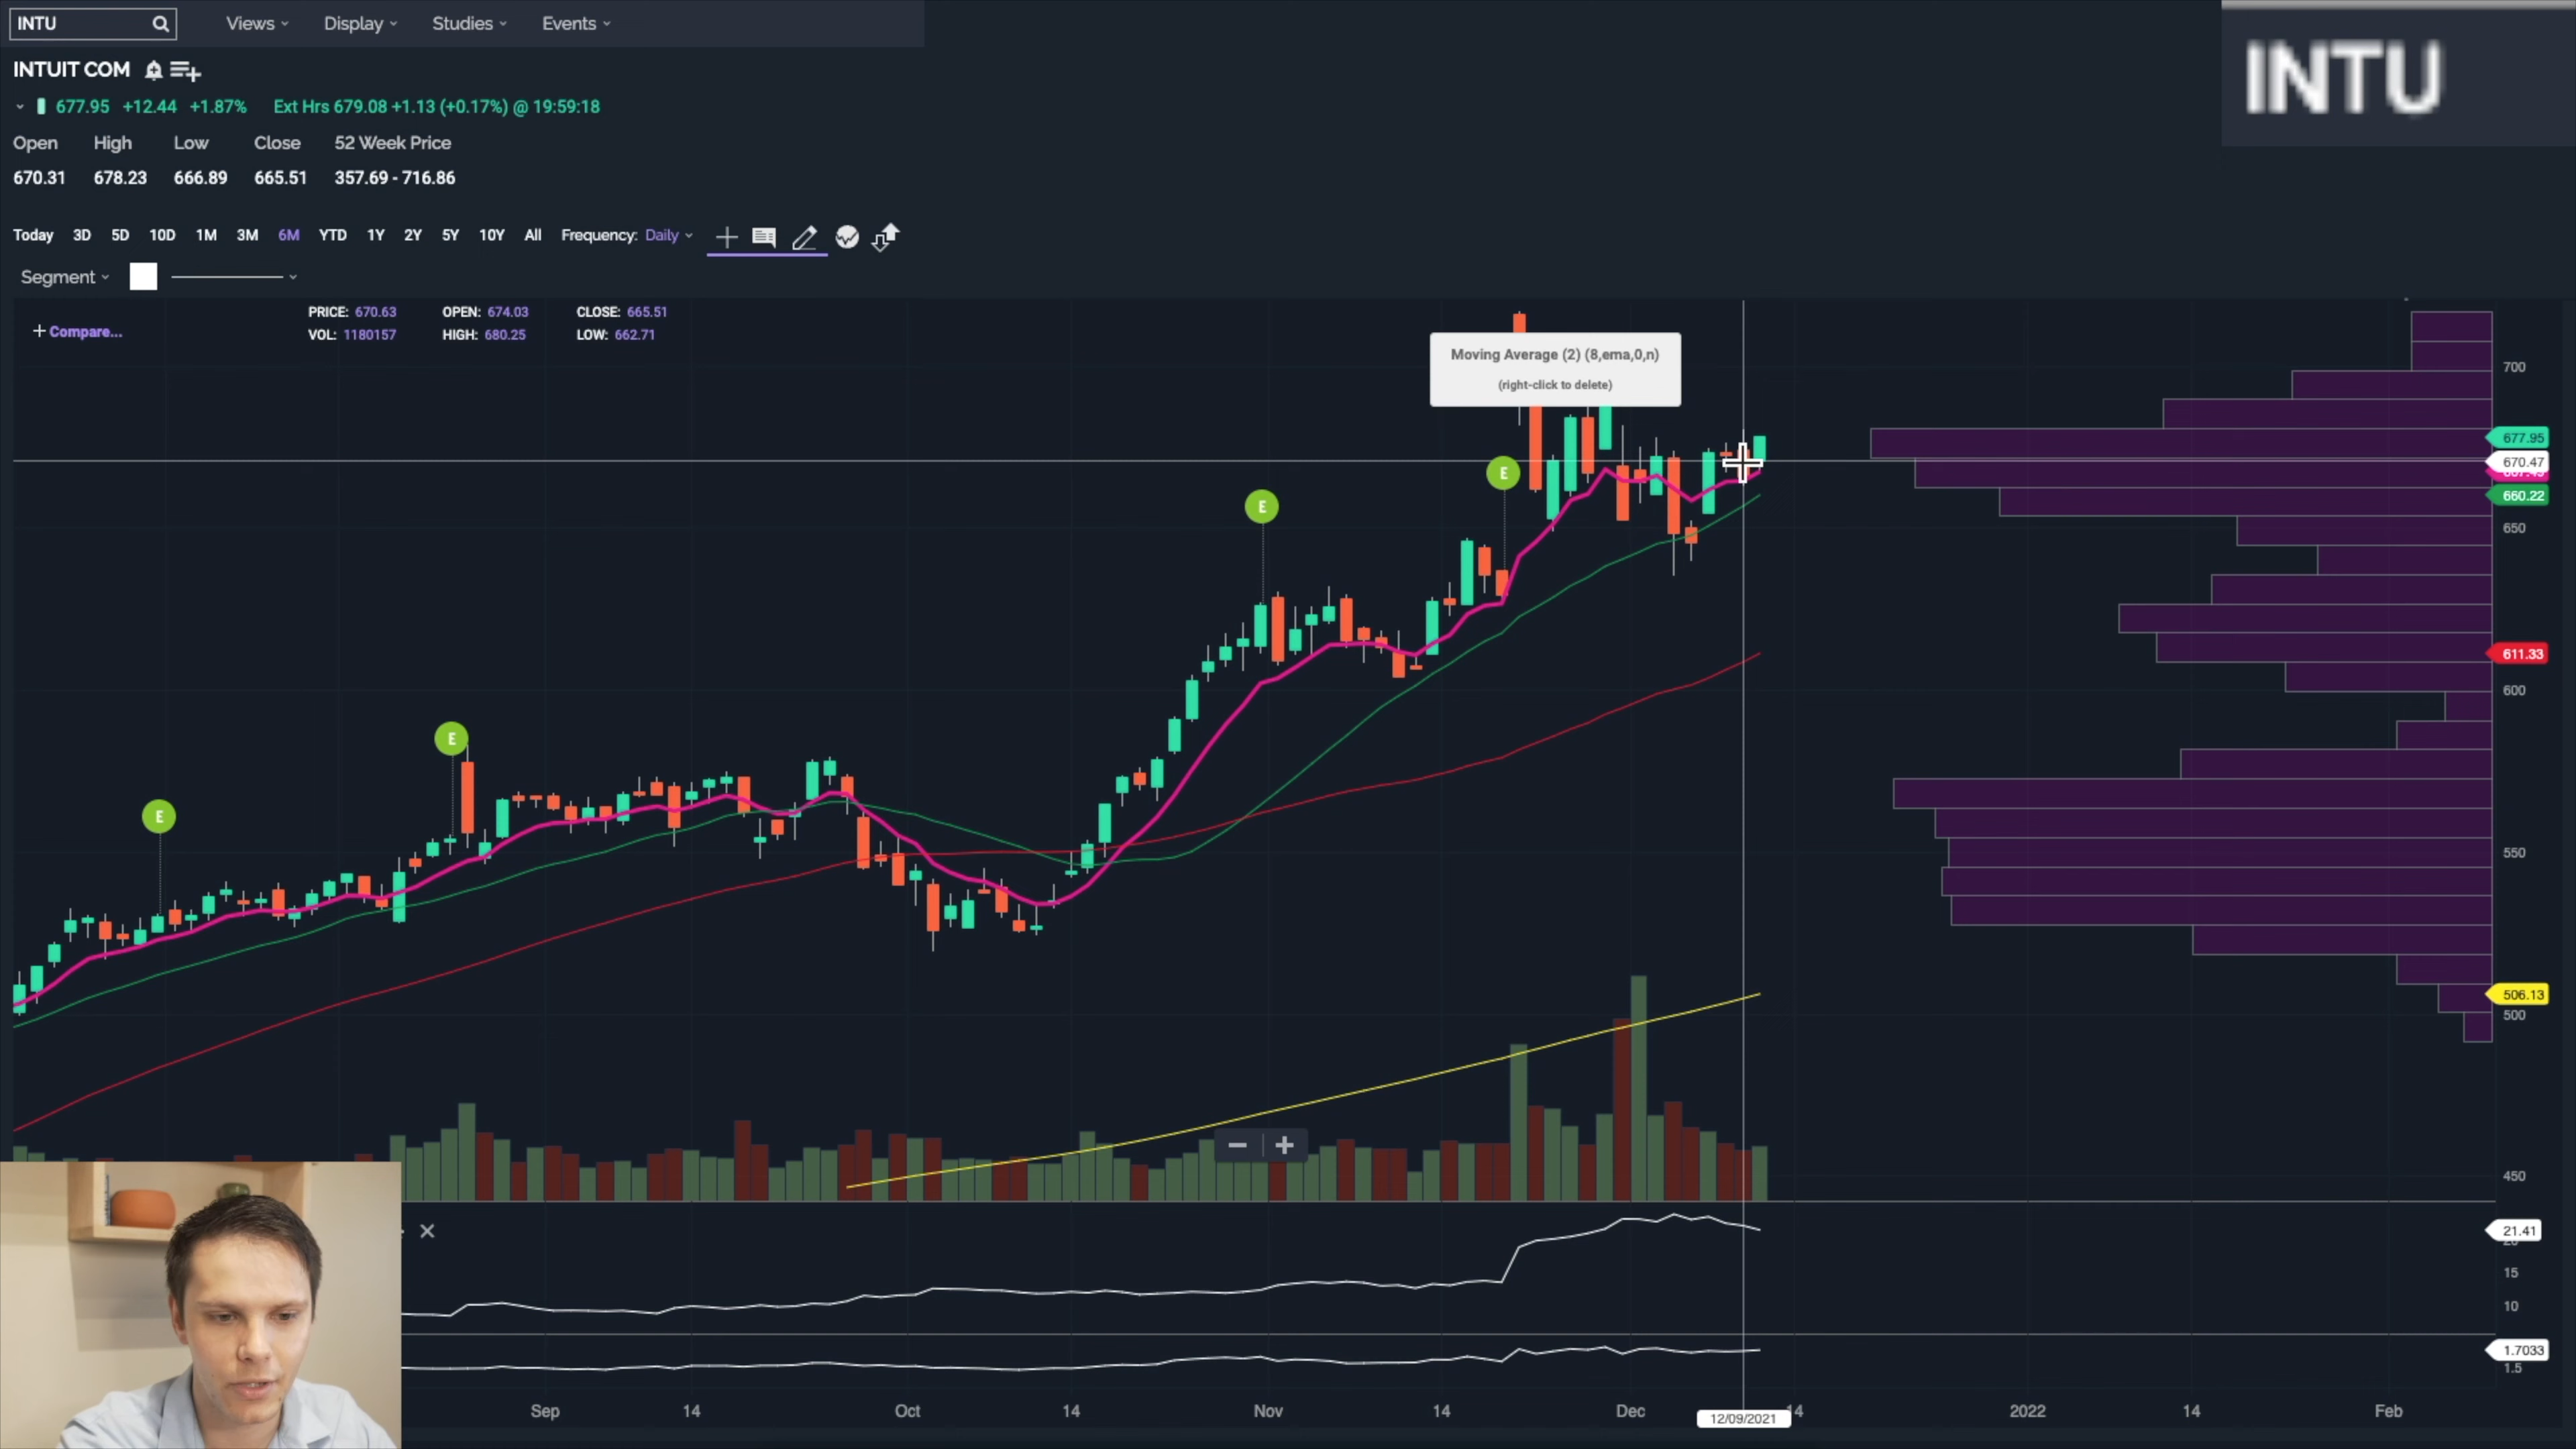 INTU
Views
Display
Studies
Events
INTU
INTUIT COM
677.95 +12.44 +1.87% Ext Hrs 679.08 +1.13 (+0.17%) @ 19:59:18
Open High Low Close 52 Week Price
670.31 678.23 666.89 665.51 357.69 - 716.86
Today 3D 5D 10D 1M 3M 6M YTD 1Y 2Y 5Y 10Y All Frequency: Daily
Segment
+ Compare...
PRICE: 670.63 OPEN: 674.03 CLOSE: 665.51
VOL: 1180157 HIGH: 680.25 LOW: 662.71
Moving Average (2) (8,ema,0,n)
(right-click to delete)
E
E
E
E
700
677.95
670.47
660.22
650
611.33
600
550
506.13
500
450
21.41
15
10
1.7033
1.5
Sep 14 Oct 14 Nov 14 Dec 12/09/2021 14 2022 14 Feb